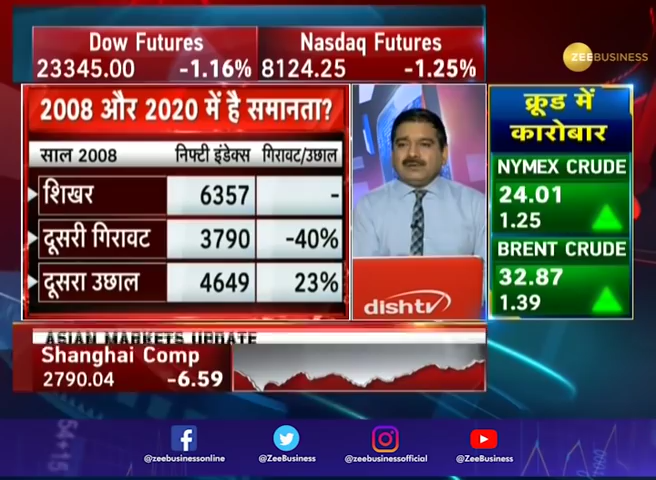 Dow Futures
23345.00 -1.16%
Nasdaq Futures
8124.25 -1.25%
ZEEBUSINESS
2008 और 2020 में है समानता?
साल 2008 निफ्टी इंडेक्स गिरावट/उछाल
शिखर 6357 -
दूसरी गिरावट 3790 -40%
दूसरा उछाल 4649 23%
dishtv
क्रूड में
कारोबार
NYMEX CRUDE
24.01
1.25
BRENT CRUDE
32.87
1.39
ASIAN MARKETS UPDATE
Shanghai Comp
2790.04 -6.59
@zeebusinessonline @ZeeBusiness @zeebusinessofficial @ZeeBusiness